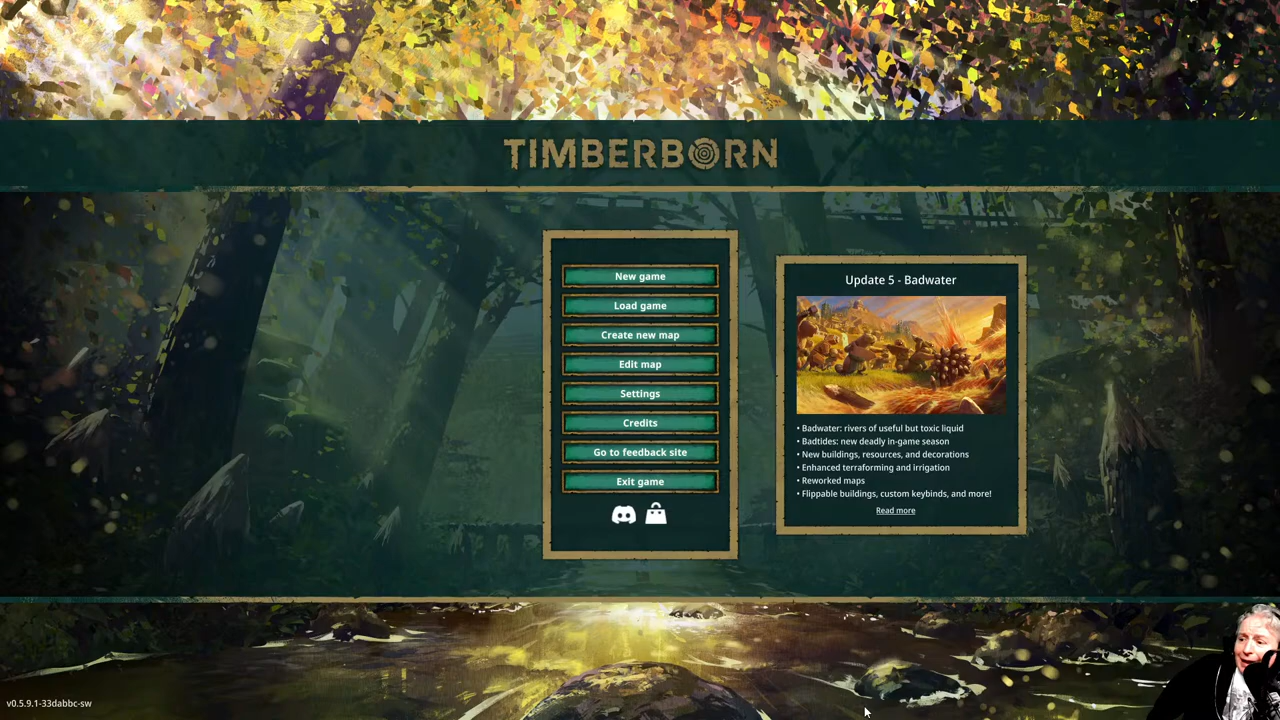 TIMBERBORN
New game
Load game
Create new map
Edit map
Settings
Credits
Go to feedback site
Exit game
Update 5 - Badwater
• Badwater: rivers of useful but toxic liquid
• Badtides: new deadly in-game season
• New buildings, resources, and decorations
• Enhanced terraforming and irrigation
• Reworked maps
• Flippable buildings, custom keybinds, and more!
Read more
v0.5.9.1-33dabbc-sw